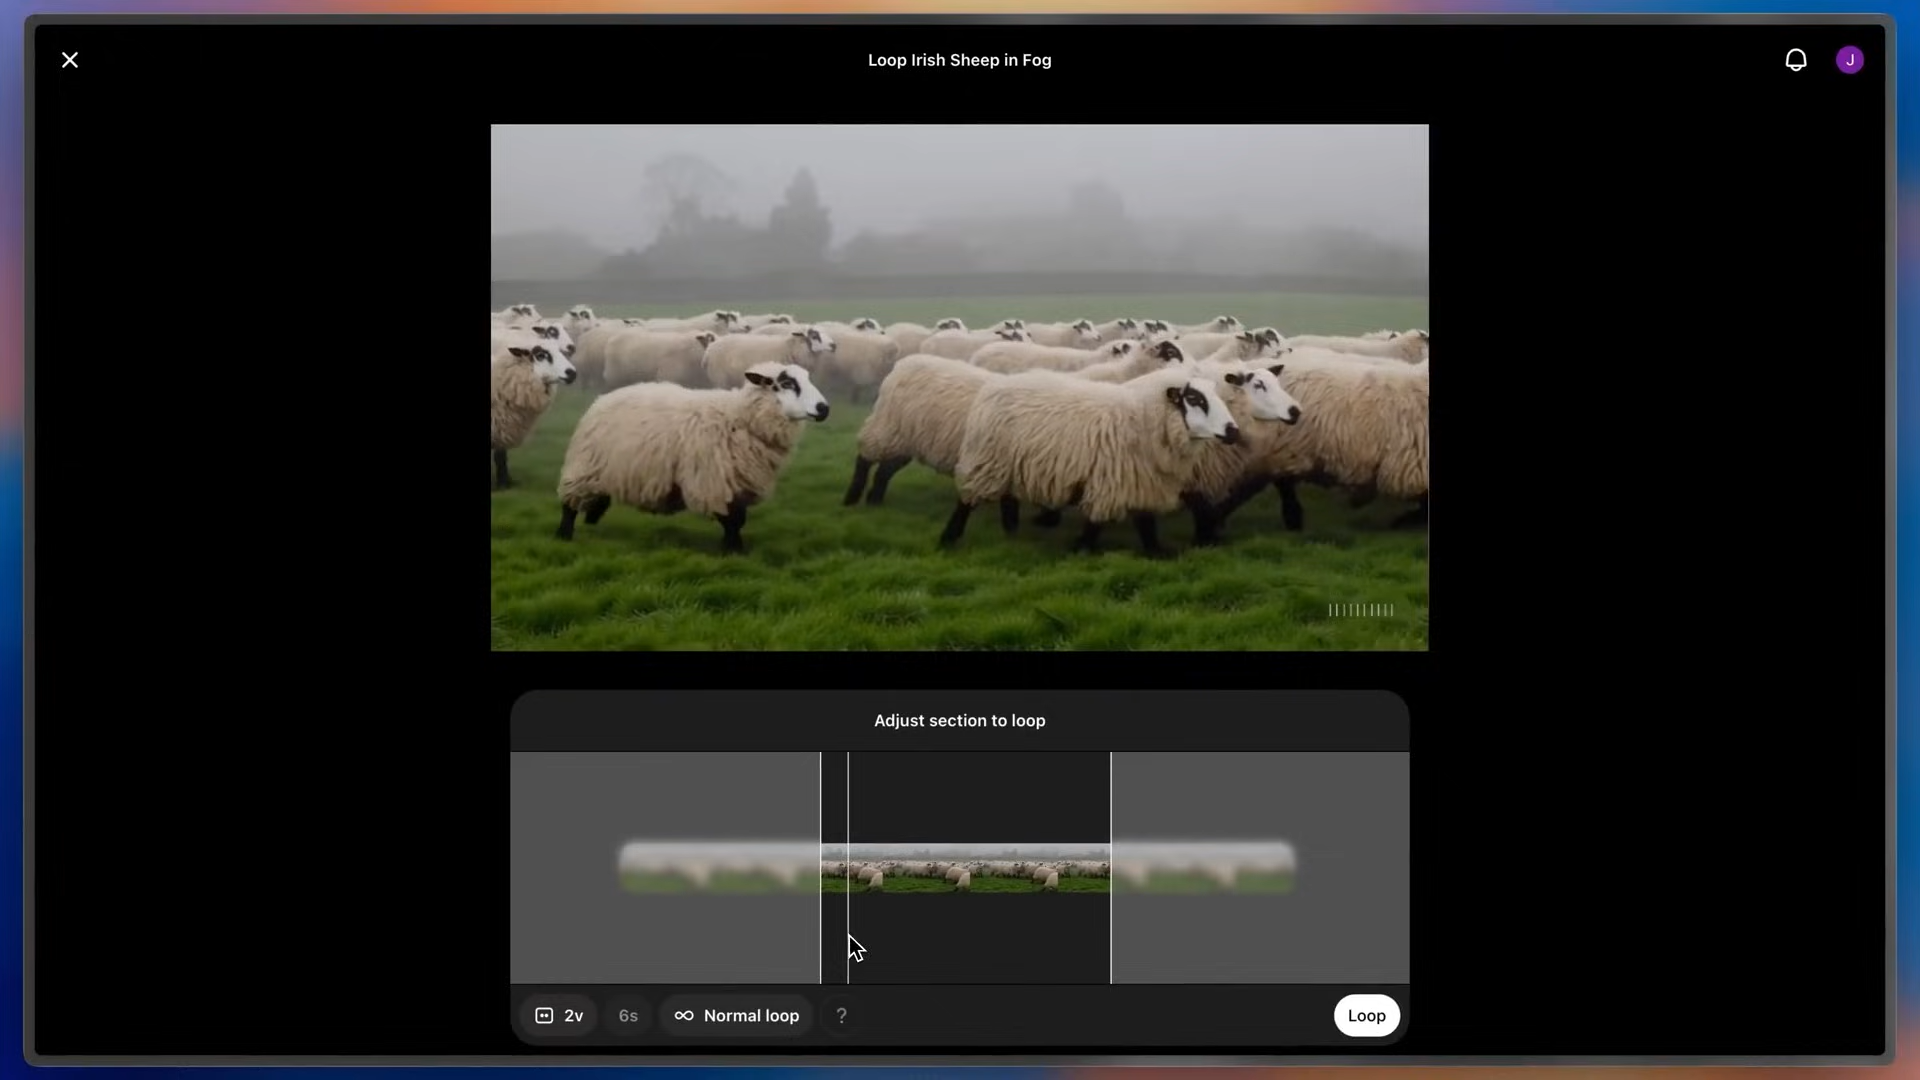 Loop Irish Sheep in Fog
J
Adjust section to loop
2v
6s
Normal loop
?
Loop